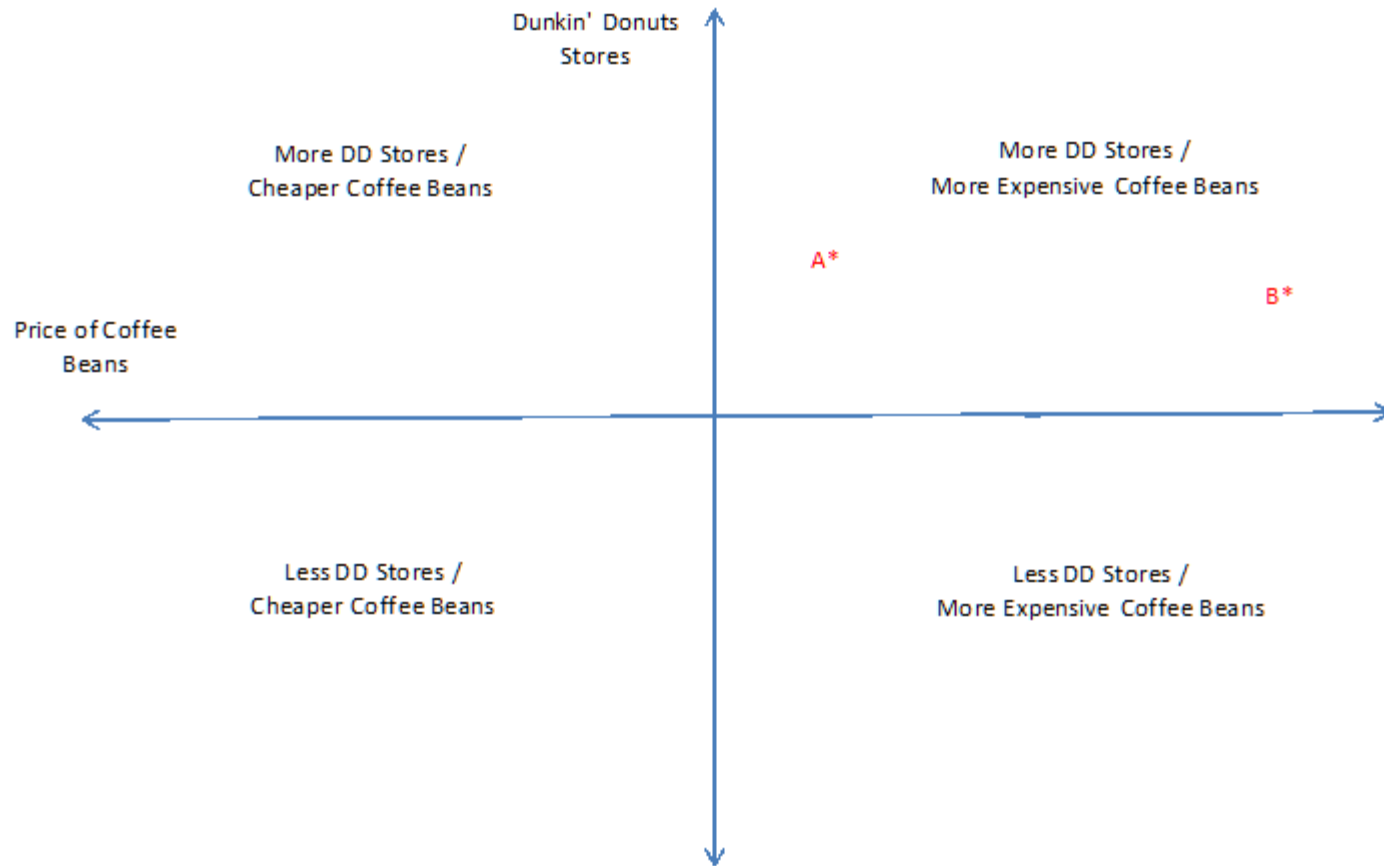 Dunkin' Donuts
Stores
More DD Stores /
Cheaper Coffee Beans
More DD Stores /
More Expensive Coffee Beans
A*
B*
Price of Coffee
Beans
Less DD Stores /
Cheaper Coffee Beans
Less DD Stores /
More Expensive Coffee Beans